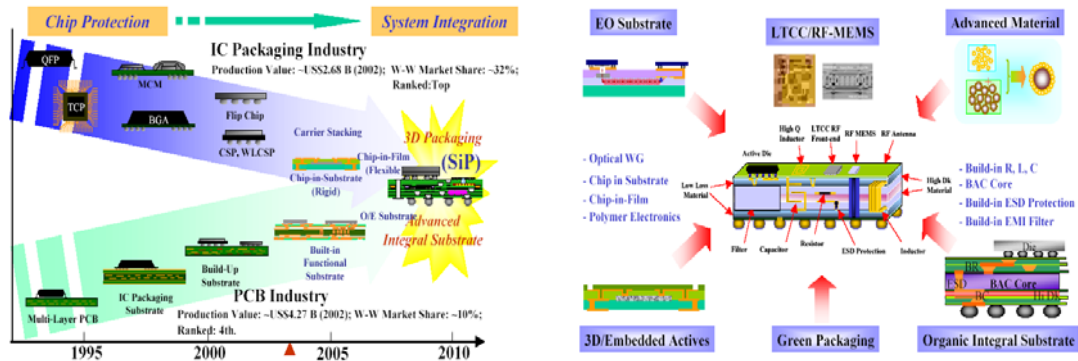 Chip Protection
System Integration
IC Packaging Industry
Production Value: ~US$2.68 B (2002); W-W Market Share: ~32%;
Ranked:Top
QFP
MCM
TCP
BGA
Flip Chip
CSP, WLCSP
Carrier Stacking
Chip-in-Film
(Flexible)
Chip-in-Substrate
(Rigid)
3D Packaging
(SiP)
O/E Substrate
Advanced
Integral Substrate
Built-in
Functional
Substrate
Build-Up
Substrate
IC Packaging
Substrate
Multi-Layer PCB
PCB Industry
Production Value: ~US$4.27 B (2002); W-W Market Share: ~10%;
Ranked: 4th.
1995
2000
2005
2010
EO Substrate
LTCC/RF-MEMS
Advanced Material
- Optical WG
- Chip in Substrate
- Chip-in-Film
- Polymer Electronics
Active Die
High Q
Inductor
LTCC RF
Front-end
RF MEMS
RF Antenna
Low Loss
Material
High Dk
Material
Filter
Capacitor
Resistor
ESD Protection
Inductor
- Build-in R, L, C
- BAC Core
- Build-in ESD Protection
- Build-in EMI Filter
Die
BR
ESD
BAC Core
BC
Hi DK
3D/Embedded Actives
Green Packaging
Organic Integral Substrate